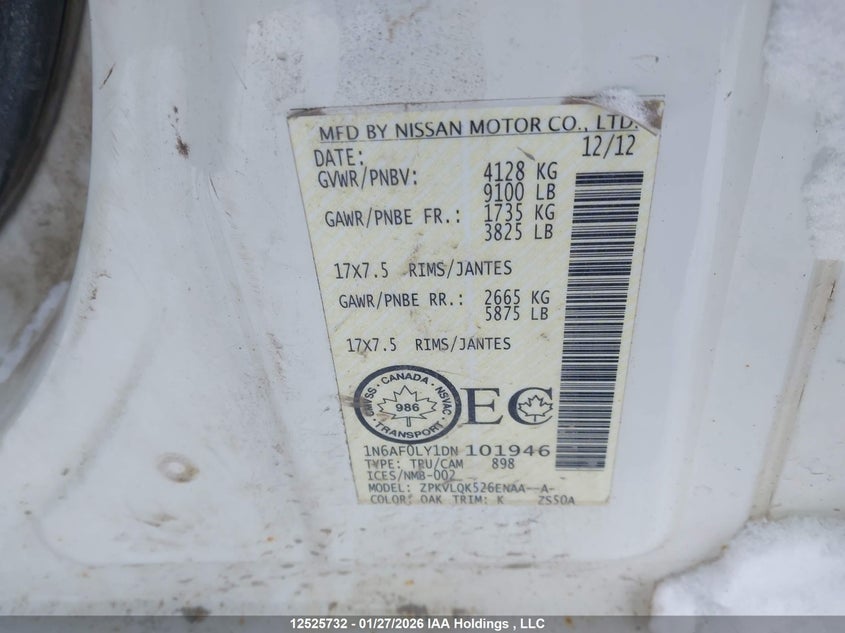 MFD BY NISSAN MOTOR CO., LTD.
DATE: 12/12
GVWR/PNBV: 4128 KG
9100 LB
GAWR/PNBE FR.: 1735 KG
3825 LB
17X7.5 RIMS/JANTES
GAWR/PNBE RR.: 2665 KG
5875 LB
17X7.5 RIMS/JANTES
CMVSS · CANADA · NSVAC · TRANSPORT ·
986
EC
1N6AF0LY1DN 101946
TYPE: TRU/CAM 898
ICES/NMB-002
MODEL: ZPKVLQK526ENAA--A-
COLOR: QAK TRIM: K ZS50A
12525732 - 01/27/2026 IAA Holdings , LLC